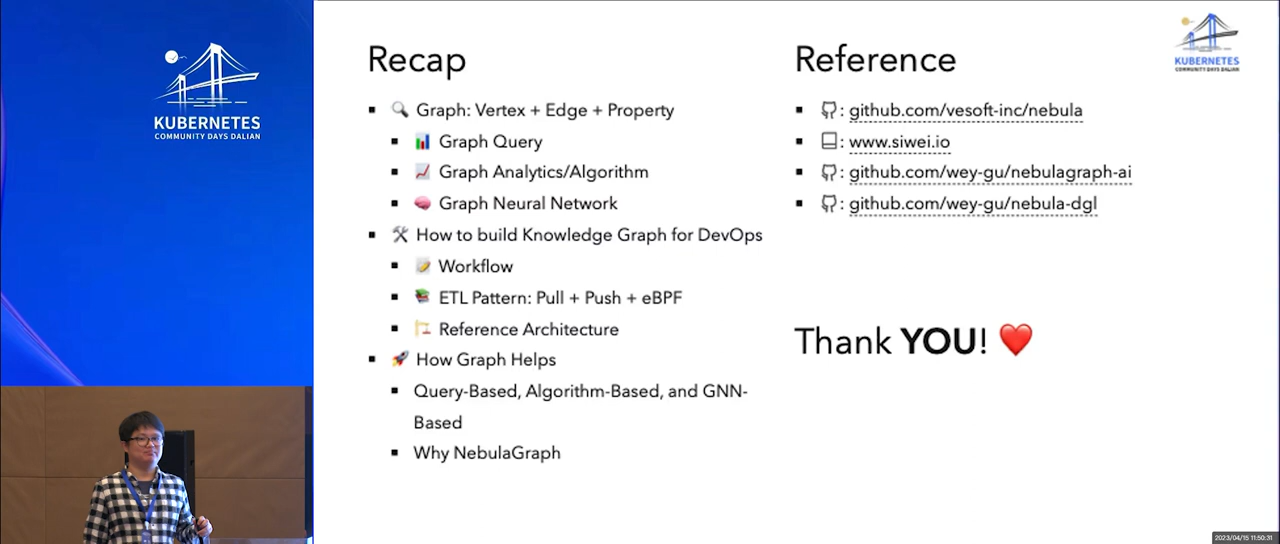 KUBERNETES
COMMUNITY DAYS DALIAN
Recap
Graph: Vertex + Edge + Property
Graph Query
Graph Analytics/Algorithm
Graph Neural Network
How to build Knowledge Graph for DevOps
Workflow
ETL Pattern: Pull + Push + eBPF
Reference Architecture
How Graph Helps
Query-Based, Algorithm-Based, and GNN-
Based
Why NebulaGraph
Reference
: github.com/vesoft-inc/nebula
: www.siwei.io
: github.com/wey-gu/nebulagraph-ai
: github.com/wey-gu/nebula-dgl
Thank YOU! ❤️
KUBERNETES
COMMUNITY DAYS DALIAN
2023/04/15 11:50:31